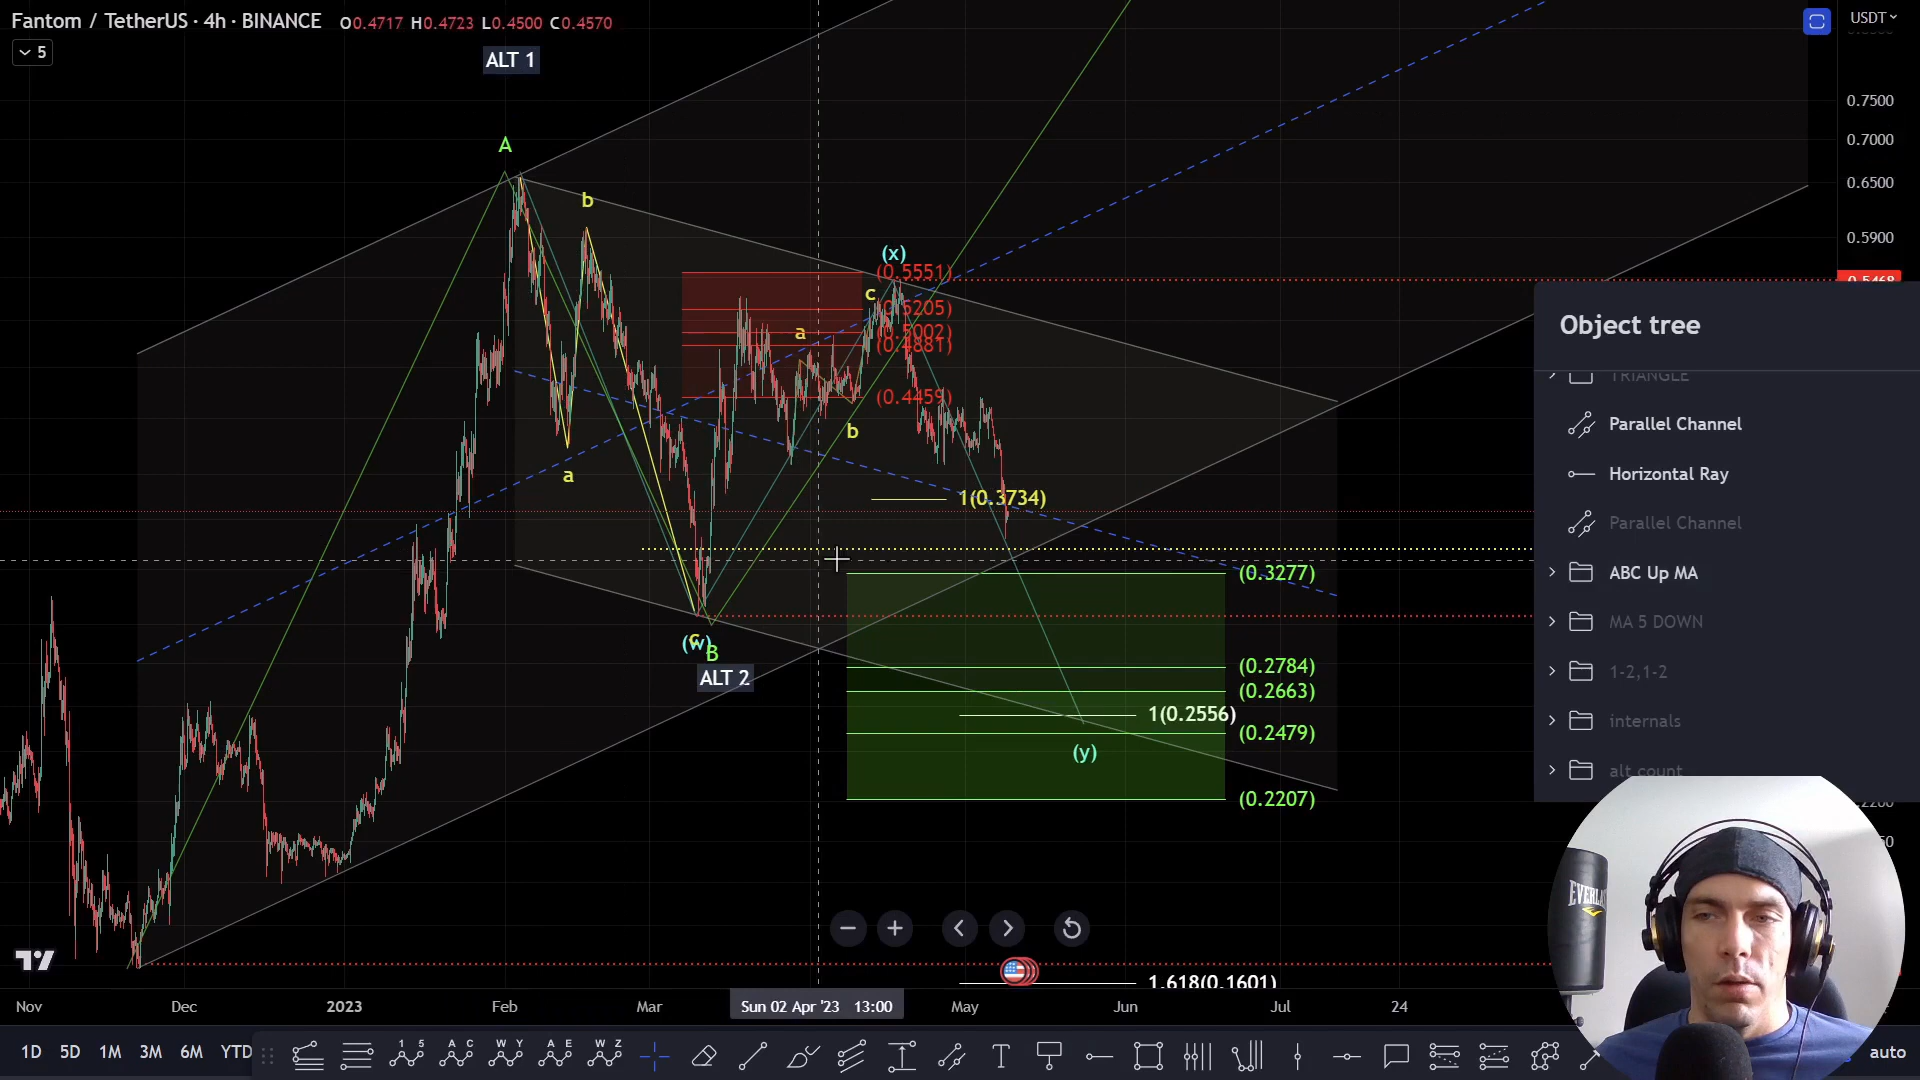 Fantom / TetherUS · 4h · BINANCE O0.4717 H0.4723 L0.4500 C0.4570
USDT
5
ALT 1
0.7500
0.7000
A
0.6500
b
0.5900
(x)
(0.5551)
c
(0.5205)
a
(0.5002)
(0.4881)
(0.4459)
b
a
1(0.3734)
(0.3277)
(w)
B
ALT 2
(0.2784)
(0.2663)
1(0.2556)
(0.2479)
(y)
(0.2207)
1.618(0.1601)
Object tree
TRIANGLE
Parallel Channel
Horizontal Ray
Parallel Channel
ABC Up MA
MA 5 DOWN
1-2,1-2
internals
alt count
EVERLAS
Nov Dec 2023 Feb Mar Sun 02 Apr '23 13:00 May Jun Jul 24
1D 5D 1M 3M 6M YTD
1 5
A C
W Y
A E
W Z
auto